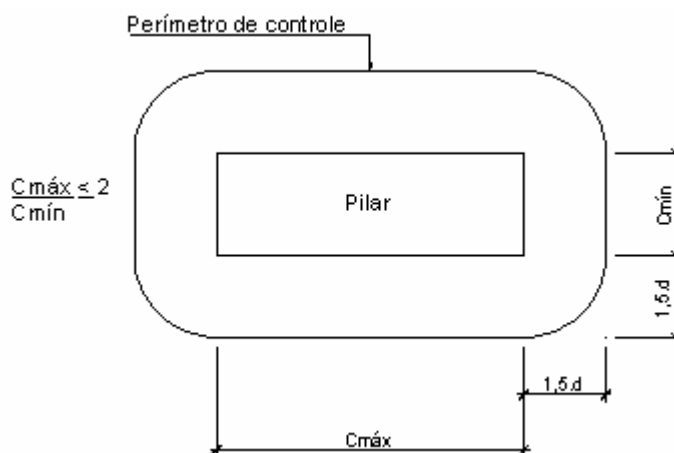 Perímetro de controle
Cmáx ≤ 2
Cmín
Pilar
Cmín
1,5.d
1,5.d
Cmáx